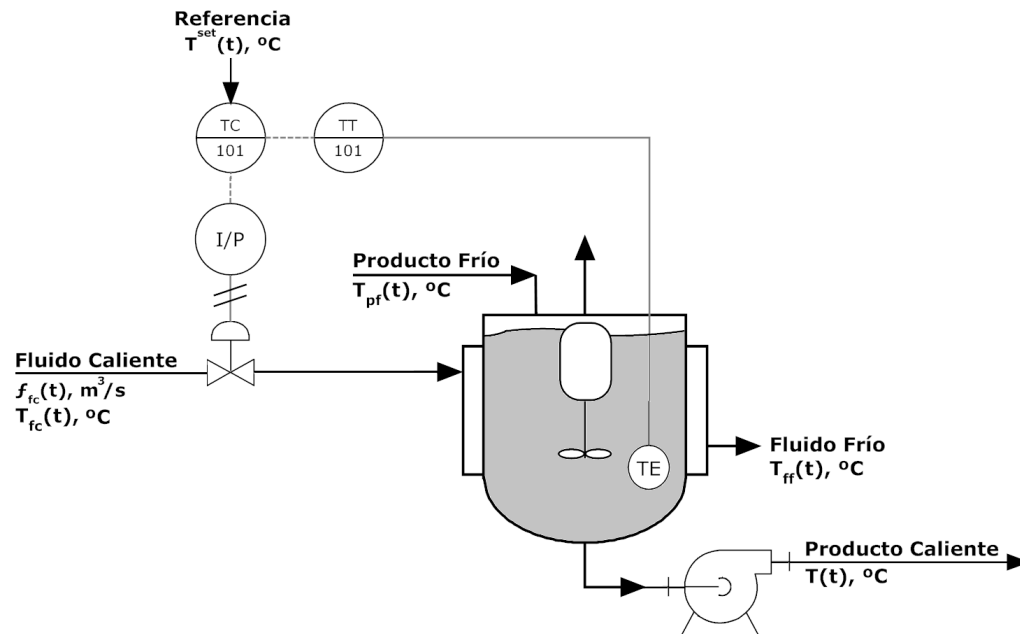 Referencia
T^set(t), ºC
TC
101
TT
101
I/P
Producto Frío
T_pf(t), ºC
Fluido Caliente
f_fc(t), m³/s
T_fc(t), ºC
TE
Fluido Frío
T_ff(t), ºC
Producto Caliente
T(t), ºC